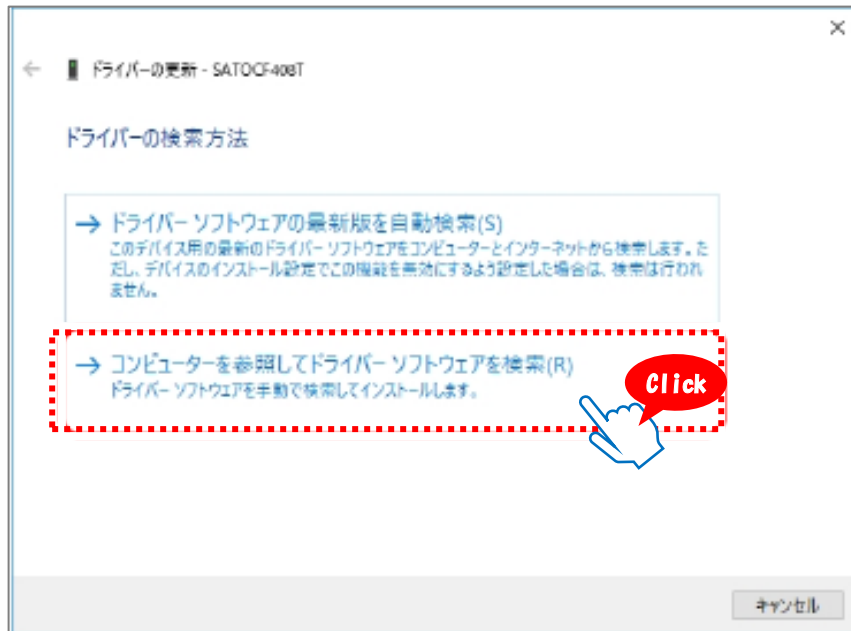 ドライバーの更新 - SATOCF408T
ドライバーの検索方法
→ ドライバー ソフトウェアの最新版を自動検索(S)
このデバイス用の最新のドライバー ソフトウェアをコンピューターとインターネットから検索します。た
だし、デバイスのインストール設定でこの機能を無効にするよう設定した場合は、検索は行われ
ません。
→ コンピューターを参照してドライバー ソフトウェアを検索(R)
ドライバー ソフトウェアを手動で検索してインストールします。
Click
キャンセル